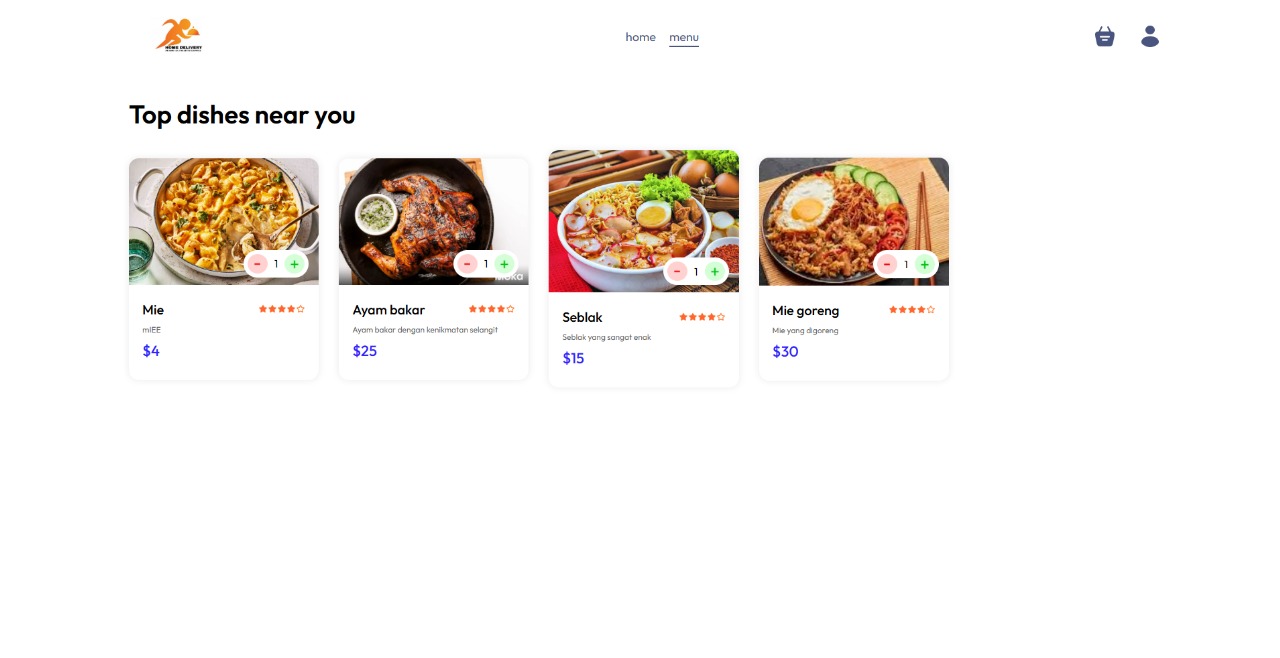 HOME DELIVERY
home menu
Top dishes near you
- 1 +
- 1 +
- 1 +
- 1 +
Moka
Mie
mIEE
$4
Ayam bakar
Ayam bakar dengan kenikmatan selangit
$25
Seblak
Seblak yang sangat enak
$15
Mie goreng
Mie yang digoreng
$30